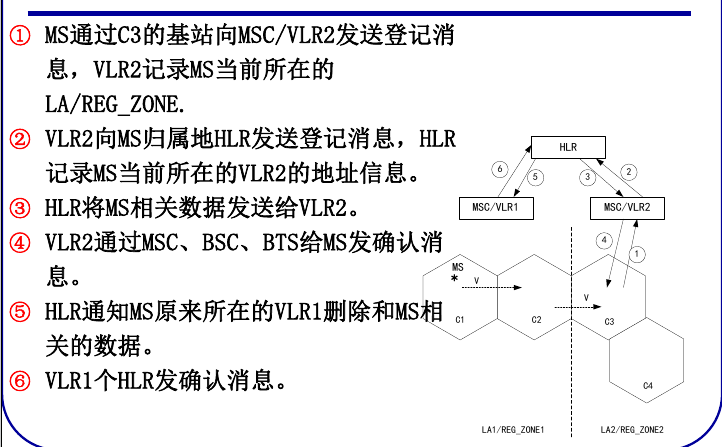 ① MS通过C3的基站向MSC/VLR2发送登记消
息，VLR2记录MS当前所在的
LA/REG_ZONE.
② VLR2向MS归属地HLR发送登记消息，HLR
记录MS当前所在的VLR2的地址信息。
③ HLR将MS相关数据发送给VLR2。
④ VLR2通过MSC、BSC、BTS给MS发确认消
息。
⑤ HLR通知MS原来所在的VLR1删除和MS相
关的数据。
⑥ VLR1个HLR发确认消息。
HLR
⑥
⑤
③
②
MSC/VLR1
MSC/VLR2
④
①
MS
*
V
V
C1
C2
C3
C4
LA1/REG_ZONE1
LA2/REG_ZONE2